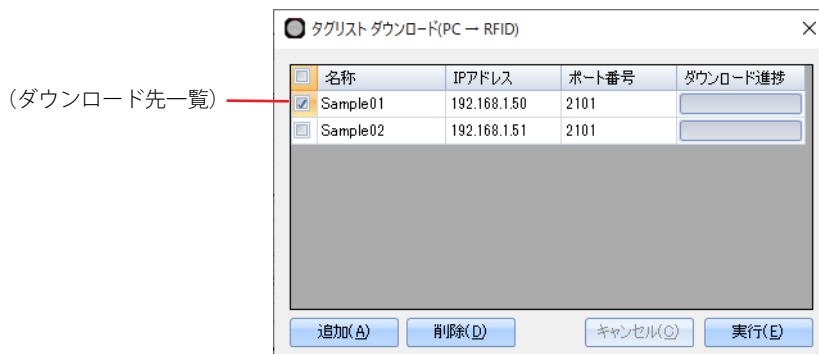 タグリスト ダウンロード(PC → RFID)
名称 IPアドレス ポート番号 ダウンロード進捗
(ダウンロード先一覧)
Sample01 192.168.1.50 2101
Sample02 192.168.1.51 2101
追加(A) 削除(D) キャンセル(C) 実行(E)